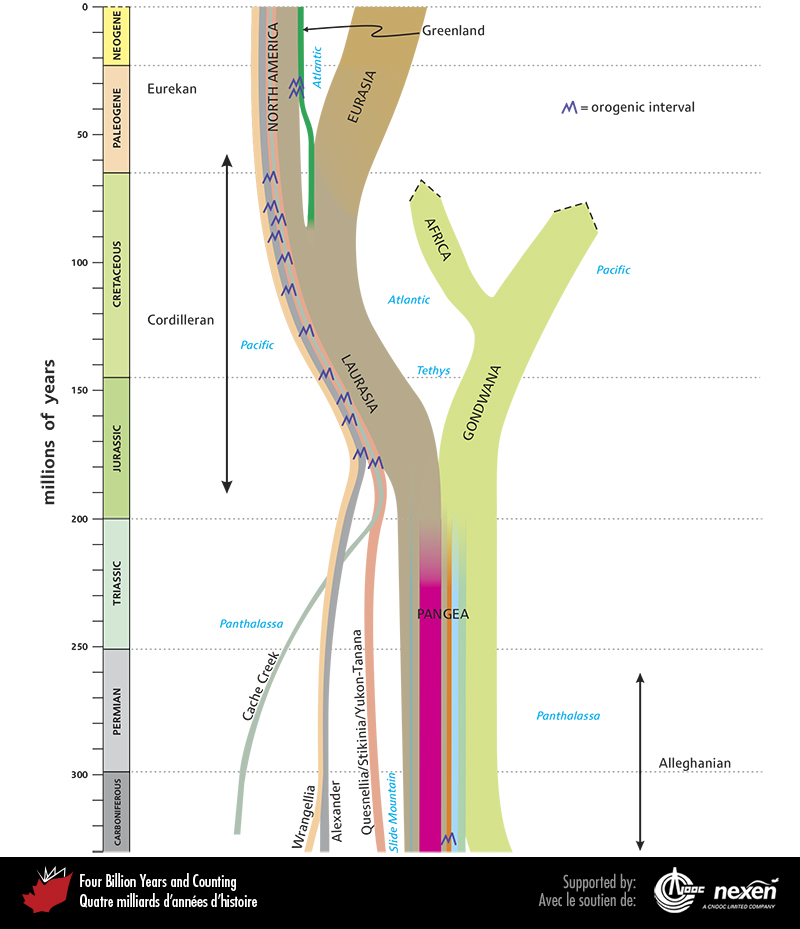 0
NEOGENE
NORTH AMERICA
Atlantic
Greenland
EURASIA
Eurekan
= orogenic interval
PALEOGENE
50
AFRICA
Pacific
CRETACEOUS
100
Atlantic
Cordilleran
Pacific
LAURASIA
Tethys
GONDWANA
millions of years
150
JURASSIC
200
TRIASSIC
PANGEA
Panthalassa
250
Cache Creek
Quesnellia/Stikinia/Yukon-Tanana
PERMIAN
Panthalassa
Alleghanian
300
CARBONIFEROUS
Wrangellia
Alexander
Slide Mountain
Four Billion Years and Counting
Quatre milliards d'années d'histoire
Supported by:
Avec le soutien de:
CNOOC
nexen
A CNOOC LIMITED COMPANY